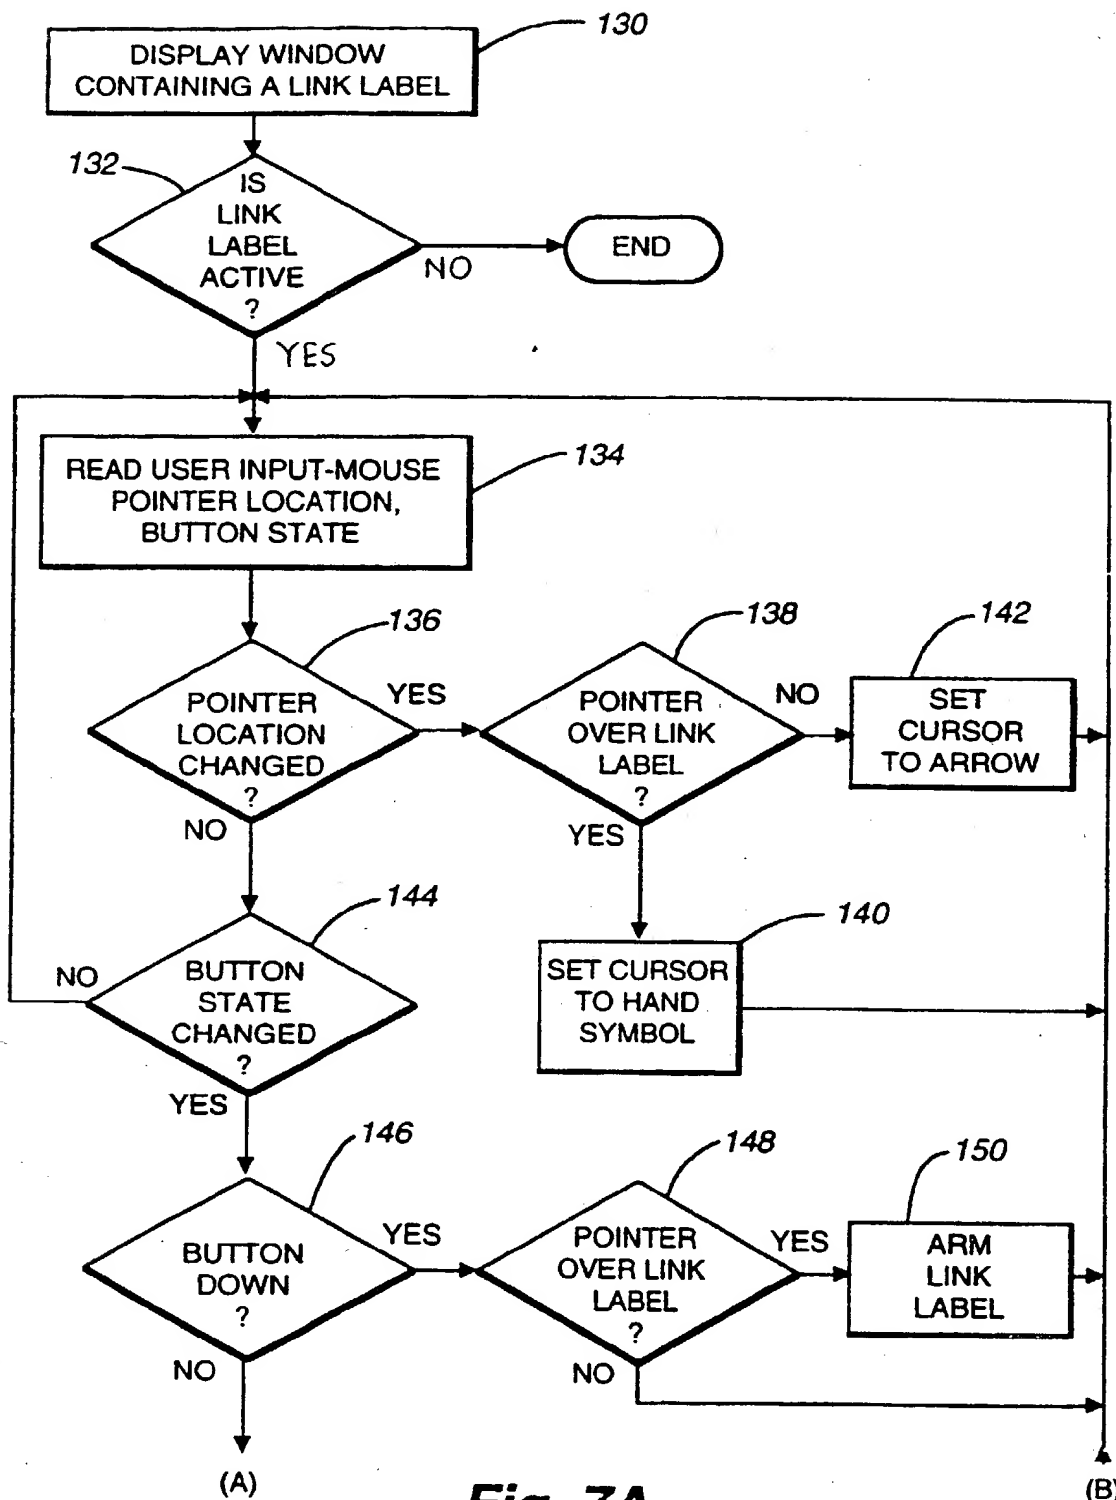 130
DISPLAY WINDOW
CONTAINING A LINK LABEL
132
IS
LINK
LABEL
ACTIVE
?
NO
END
YES
134
READ USER INPUT-MOUSE
POINTER LOCATION,
BUTTON STATE
136
POINTER
LOCATION
CHANGED
?
YES
NO
138
POINTER
OVER LINK
LABEL
?
NO
YES
142
SET
CURSOR
TO ARROW
140
SET CURSOR
TO HAND
SYMBOL
144
BUTTON
STATE
CHANGED
?
NO
YES
146
BUTTON
DOWN
?
YES
NO
148
POINTER
OVER LINK
LABEL
?
YES
NO
150
ARM
LINK
LABEL
(A)
(B)
Fig. 7A